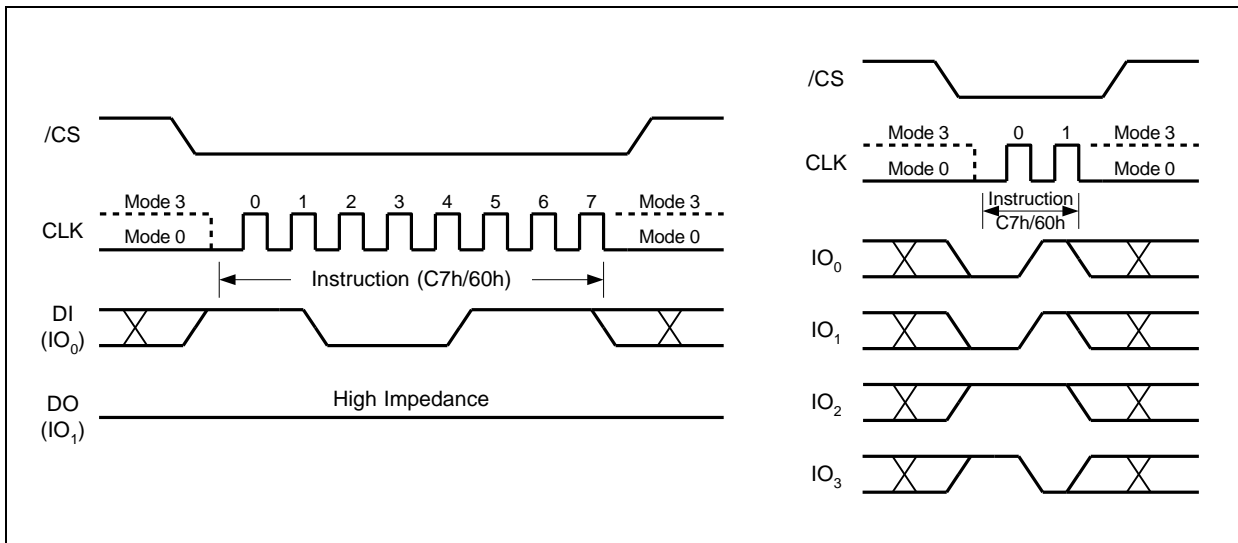 /CS
Mode 3 0 1 2 3 4 5 6 7 Mode 3
CLK Mode 0 Mode 0
Instruction (C7h/60h)
DI
(IO0)
DO
(IO1)
High Impedance
/CS
Mode 3 0 1 Mode 3
CLK Mode 0 Mode 0
Instruction
C7h/60h
IO0
IO1
IO2
IO3